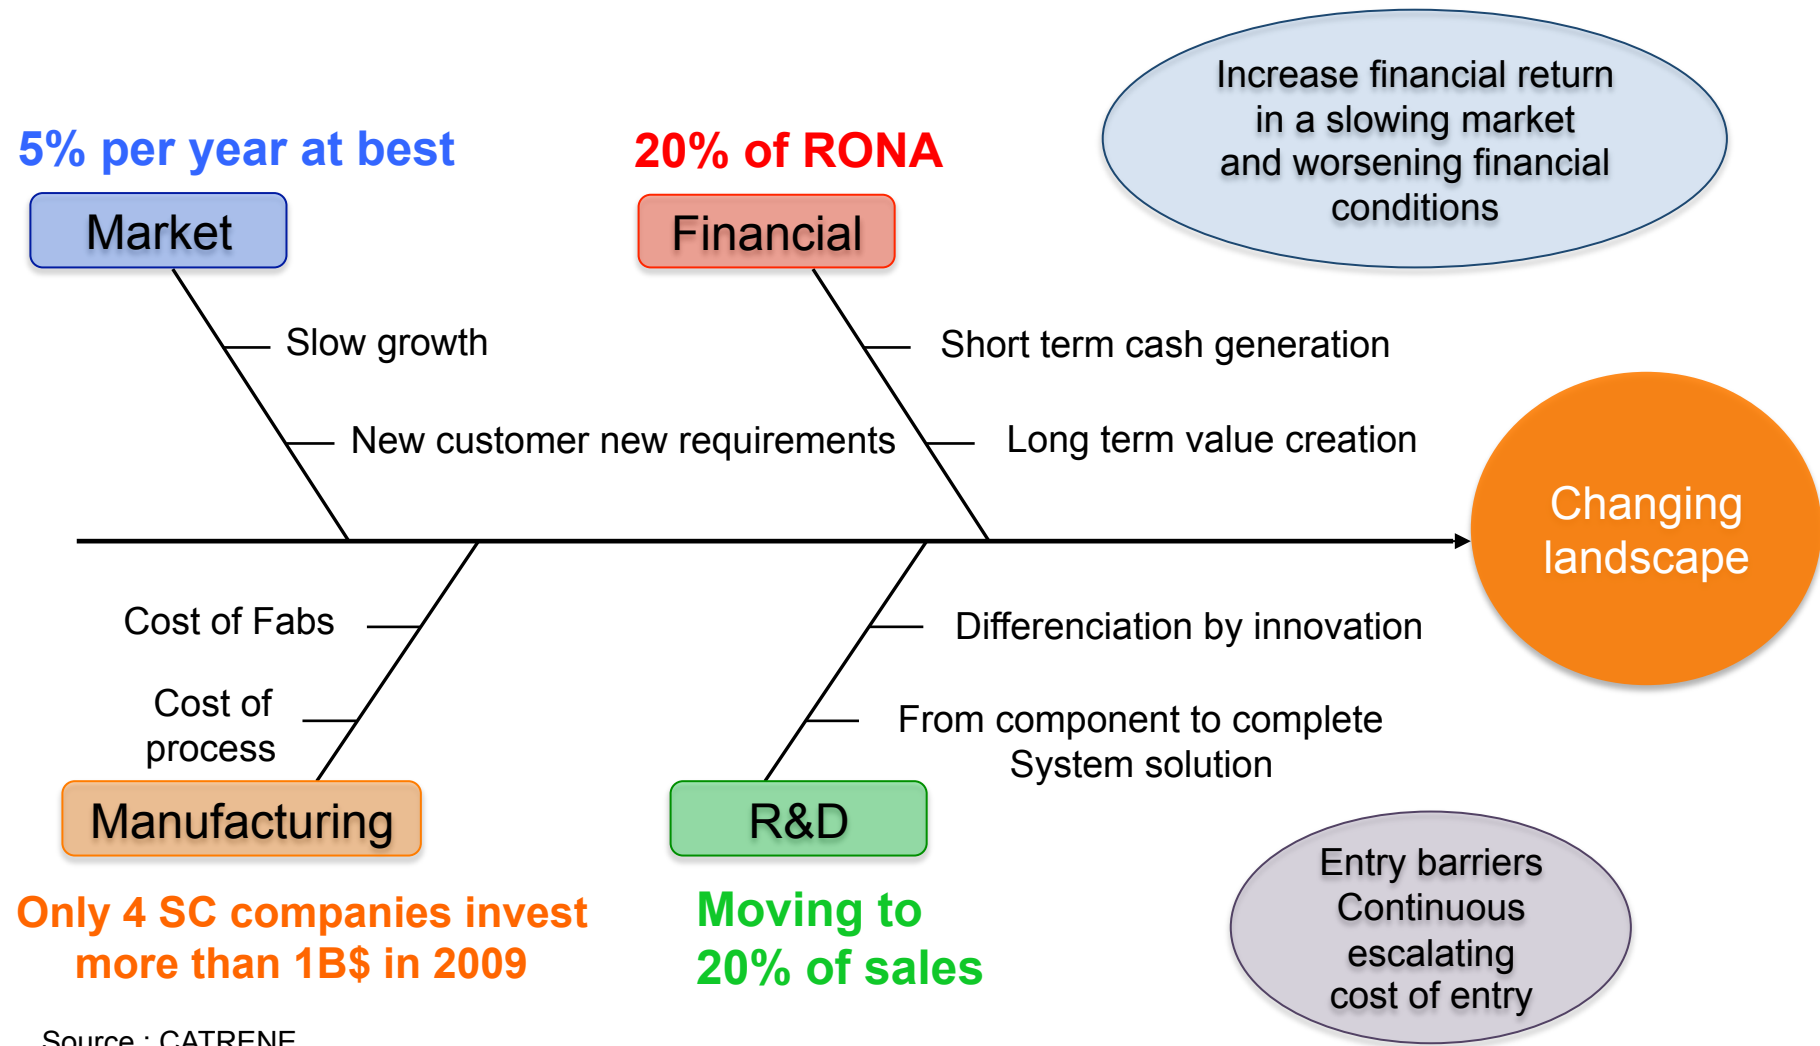 Increase financial return
in a slowing market
and worsening financial
conditions
5% per year at best
20% of RONA
Market
Financial
Slow growth
Short term cash generation
New customer new requirements
Long term value creation
Changing
landscape
Cost of Fabs
Differenciation by innovation
Cost of
process
From component to complete
System solution
Manufacturing
R&D
Only 4 SC companies invest
more than 1B$ in 2009
Moving to
20% of sales
Entry barriers
Continuous
escalating
cost of entry
Source : CATRENE